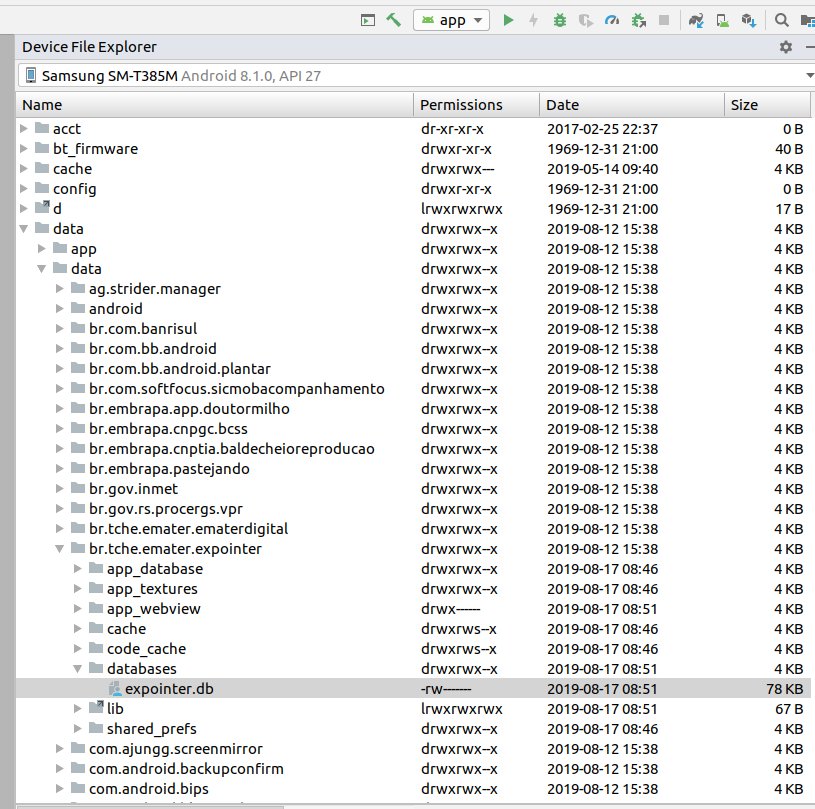 app
Device File Explorer
Samsung SM-T385M Android 8.1.0, API 27
Name Permissions Date Size
acct dr-xr-xr-x 2017-02-25 22:37 0 B
bt_firmware drwxr-xr-x 1969-12-31 21:00 40 B
cache drwxrwx--- 2019-05-14 09:40 4 KB
config drwxr-xr-x 1969-12-31 21:00 0 B
d lrwxrwxrwx 1969-12-31 21:00 17 B
data drwxrwx--x 2019-08-12 15:38 4 KB
app drwxrwx--x 2019-08-12 15:38 4 KB
data drwxrwx--x 2019-08-12 15:38 4 KB
ag.strider.manager drwxrwx--x 2019-08-12 15:38 4 KB
android drwxrwx--x 2019-08-12 15:38 4 KB
br.com.banrisul drwxrwx--x 2019-08-12 15:38 4 KB
br.com.bb.android drwxrwx--x 2019-08-12 15:38 4 KB
br.com.bb.android.plantar drwxrwx--x 2019-08-12 15:38 4 KB
br.com.softfocus.sicmobacompanhamento drwxrwx--x 2019-08-12 15:38 4 KB
br.embrapa.app.doutormilho drwxrwx--x 2019-08-12 15:38 4 KB
br.embrapa.cnpgc.bcss drwxrwx--x 2019-08-12 15:38 4 KB
br.embrapa.cnptia.baldecheioreproducao drwxrwx--x 2019-08-12 15:38 4 KB
br.embrapa.pastejando drwxrwx--x 2019-08-12 15:38 4 KB
br.gov.inmet drwxrwx--x 2019-08-12 15:38 4 KB
br.gov.rs.procergs.vpr drwxrwx--x 2019-08-12 15:38 4 KB
br.tche.emater.ematerdigital drwxrwx--x 2019-08-12 15:38 4 KB
br.tche.emater.expointer drwxrwx--x 2019-08-12 15:38 4 KB
app_database drwxrwx--x 2019-08-17 08:46 4 KB
app_textures drwxrwx--x 2019-08-17 08:46 4 KB
app_webview drwx------ 2019-08-17 08:51 4 KB
cache drwxrws--x 2019-08-17 08:46 4 KB
code_cache drwxrws--x 2019-08-17 08:46 4 KB
databases drwxrwx--x 2019-08-17 08:51 4 KB
expointer.db -rw------- 2019-08-17 08:51 78 KB
lib lrwxrwxrwx 2019-08-17 08:51 67 B
shared_prefs drwxrwx--x 2019-08-17 08:46 4 KB
com.ajungg.screenmirror drwxrwx--x 2019-08-12 15:38 4 KB
com.android.backupconfirm drwxrwx--x 2019-08-12 15:38 4 KB
com.android.bips drwxrwx--x 2019-08-12 15:38 4 KB